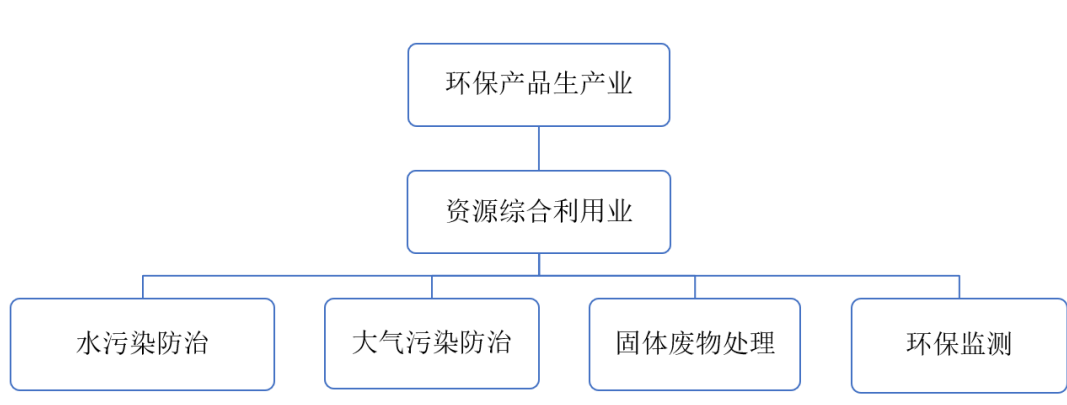 环保产品生产业
资源综合利用业
水污染防治
大气污染防治
固体废物处理
环保监测